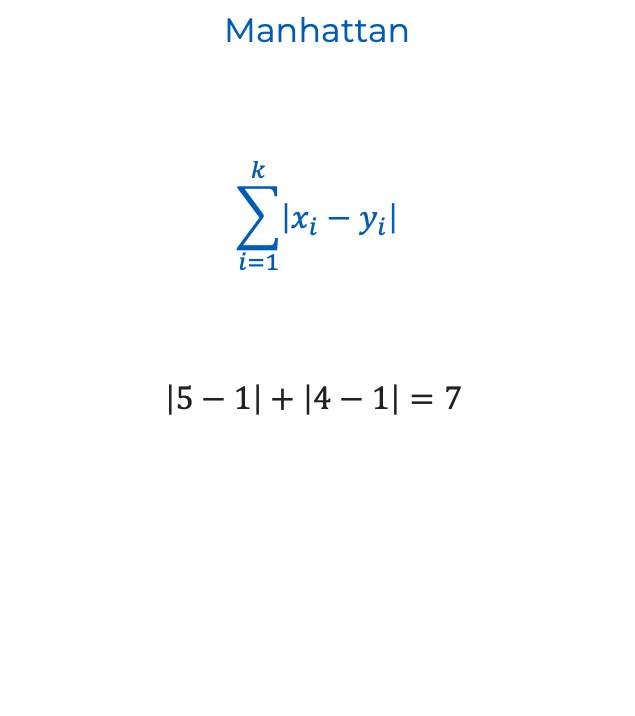 Manhattan
k
∑|xᵢ − yᵢ|
i=1
|5 − 1| + |4 − 1| = 7